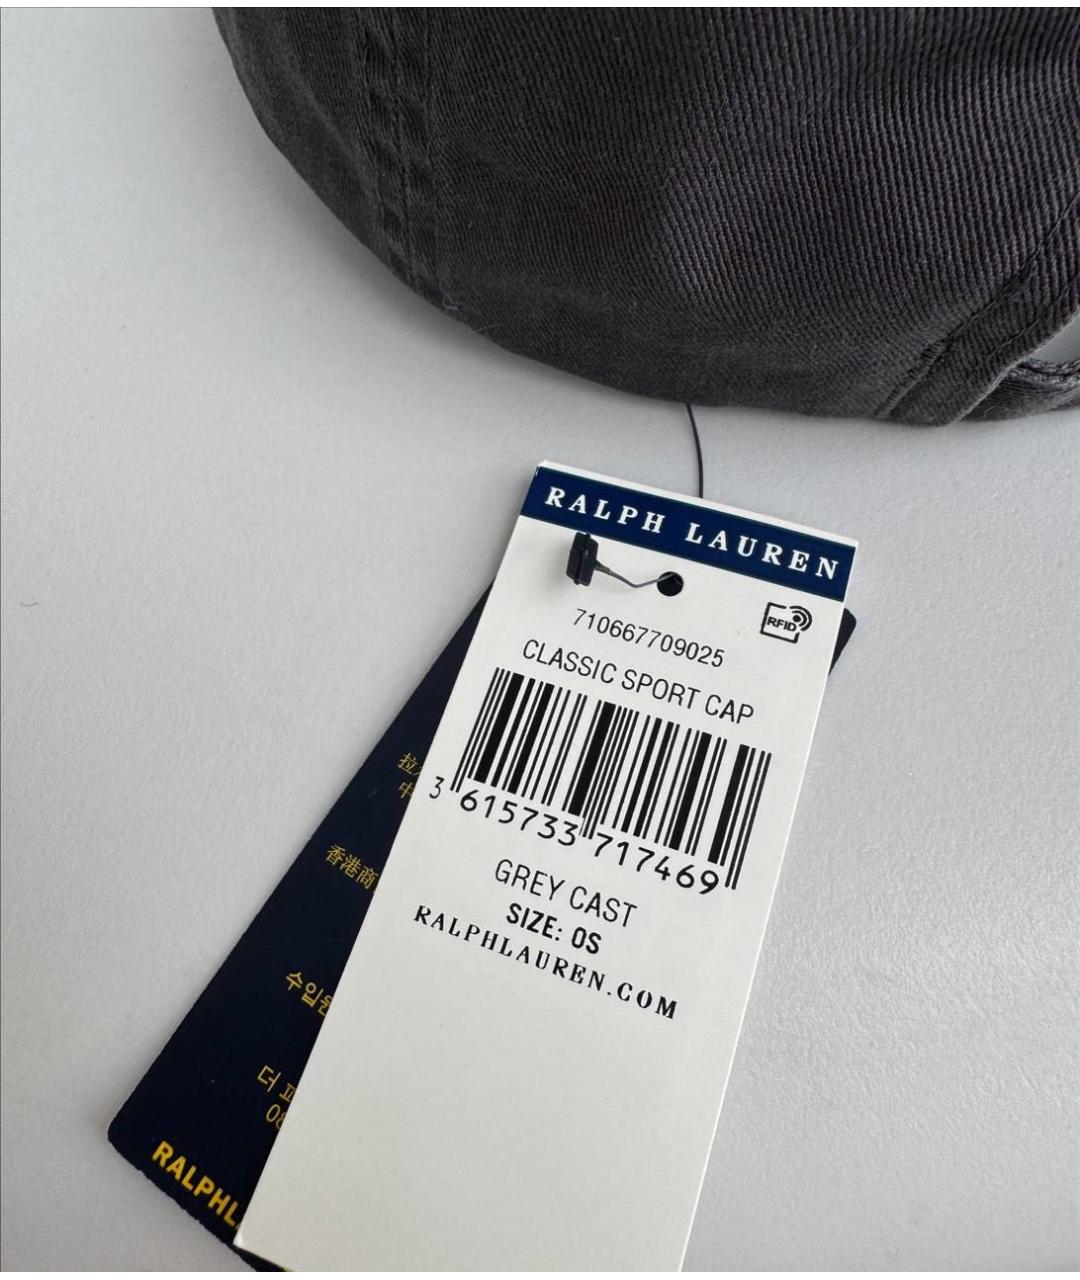 RALPH LAUREN
RFID
710667709025
CLASSIC SPORT CAP
3 615733 717469
GREY CAST
SIZE: OS
RALPHLAUREN.COM
香港商
수입원
더
RALPHL